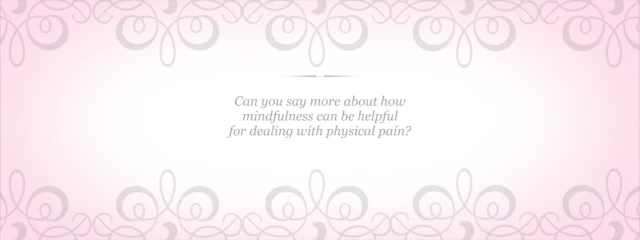 Can you say more about how
mindfulness can be helpful
for dealing with physical pain?